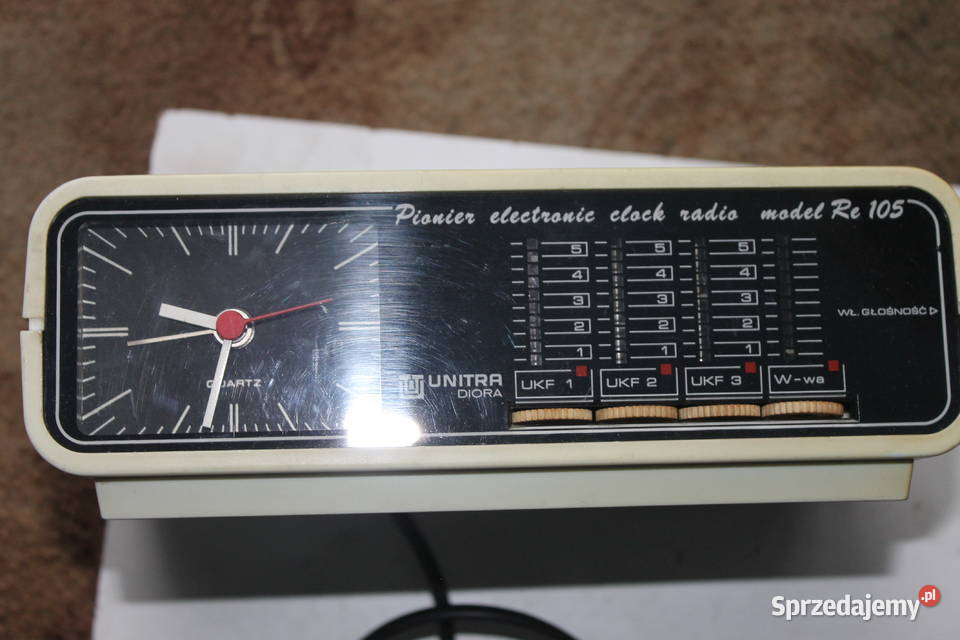 Pionier electronic clock radio model Re 105
5 5 5
4 4 4
3 3 3
2 2 2
1 1 1
WŁ. GŁOŚNOŚĆ
QUARTZ
UNITRA
DIORA
UKF 1 UKF 2 UKF 3 W-wa
Sprzedajemy.pl